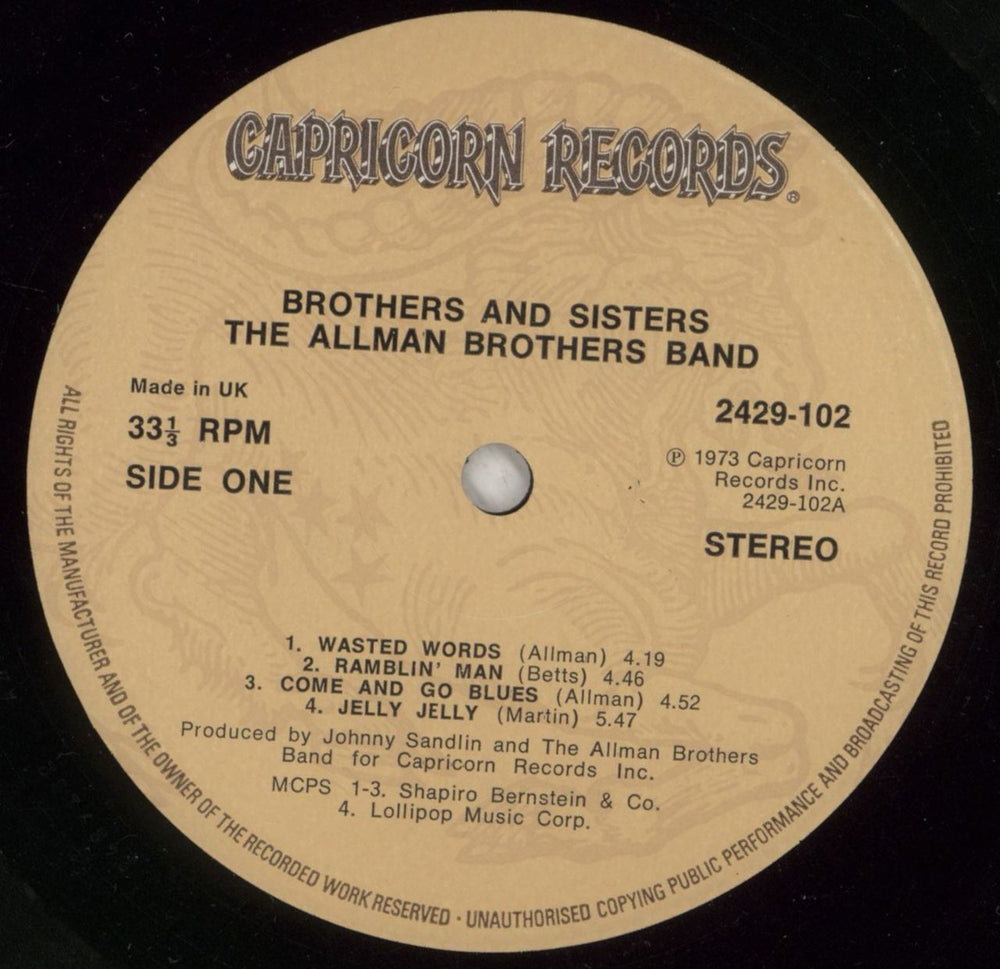 CAPRICORN RECORDS®
BROTHERS AND SISTERS
THE ALLMAN BROTHERS BAND
Made in UK
33⅓ RPM
SIDE ONE
2429-102
℗ 1973 Capricorn
Records Inc.
2429-102A
STEREO
1. WASTED WORDS (Allman) 4.19
2. RAMBLIN' MAN (Betts) 4.46
3. COME AND GO BLUES (Allman) 4.52
4. JELLY JELLY (Martin) 5.47
Produced by Johnny Sandlin and The Allman Brothers
Band for Capricorn Records Inc.
MCPS 1-3. Shapiro Bernstein & Co.
4. Lollipop Music Corp.
ALL RIGHTS OF THE MANUFACTURER AND OF THE OWNER OF THE RECORDED WORK RESERVED · UNAUTHORISED COPYING PUBLIC PERFORMANCE AND BROADCASTING OF THIS RECORD PROHIBITED